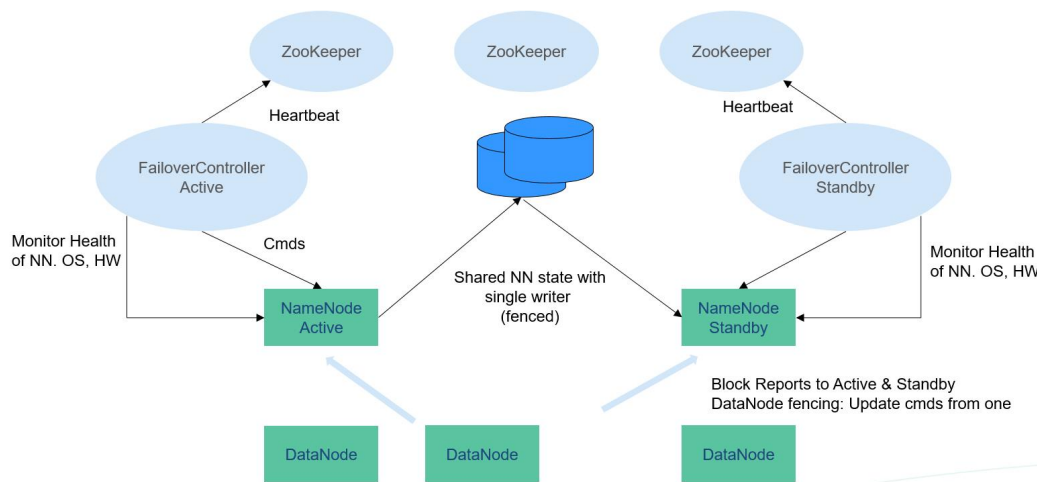 ZooKeeper
ZooKeeper
ZooKeeper
Heartbeat
Heartbeat
FailoverController
Active
FailoverController
Standby
Monitor Health
of NN. OS, HW
Cmds
Monitor Health
of NN. OS, HW
Shared NN state with
single writer
(fenced)
NameNode
Active
NameNode
Standby
Block Reports to Active & Standby
DataNode fencing: Update cmds from one
DataNode
DataNode
DataNode